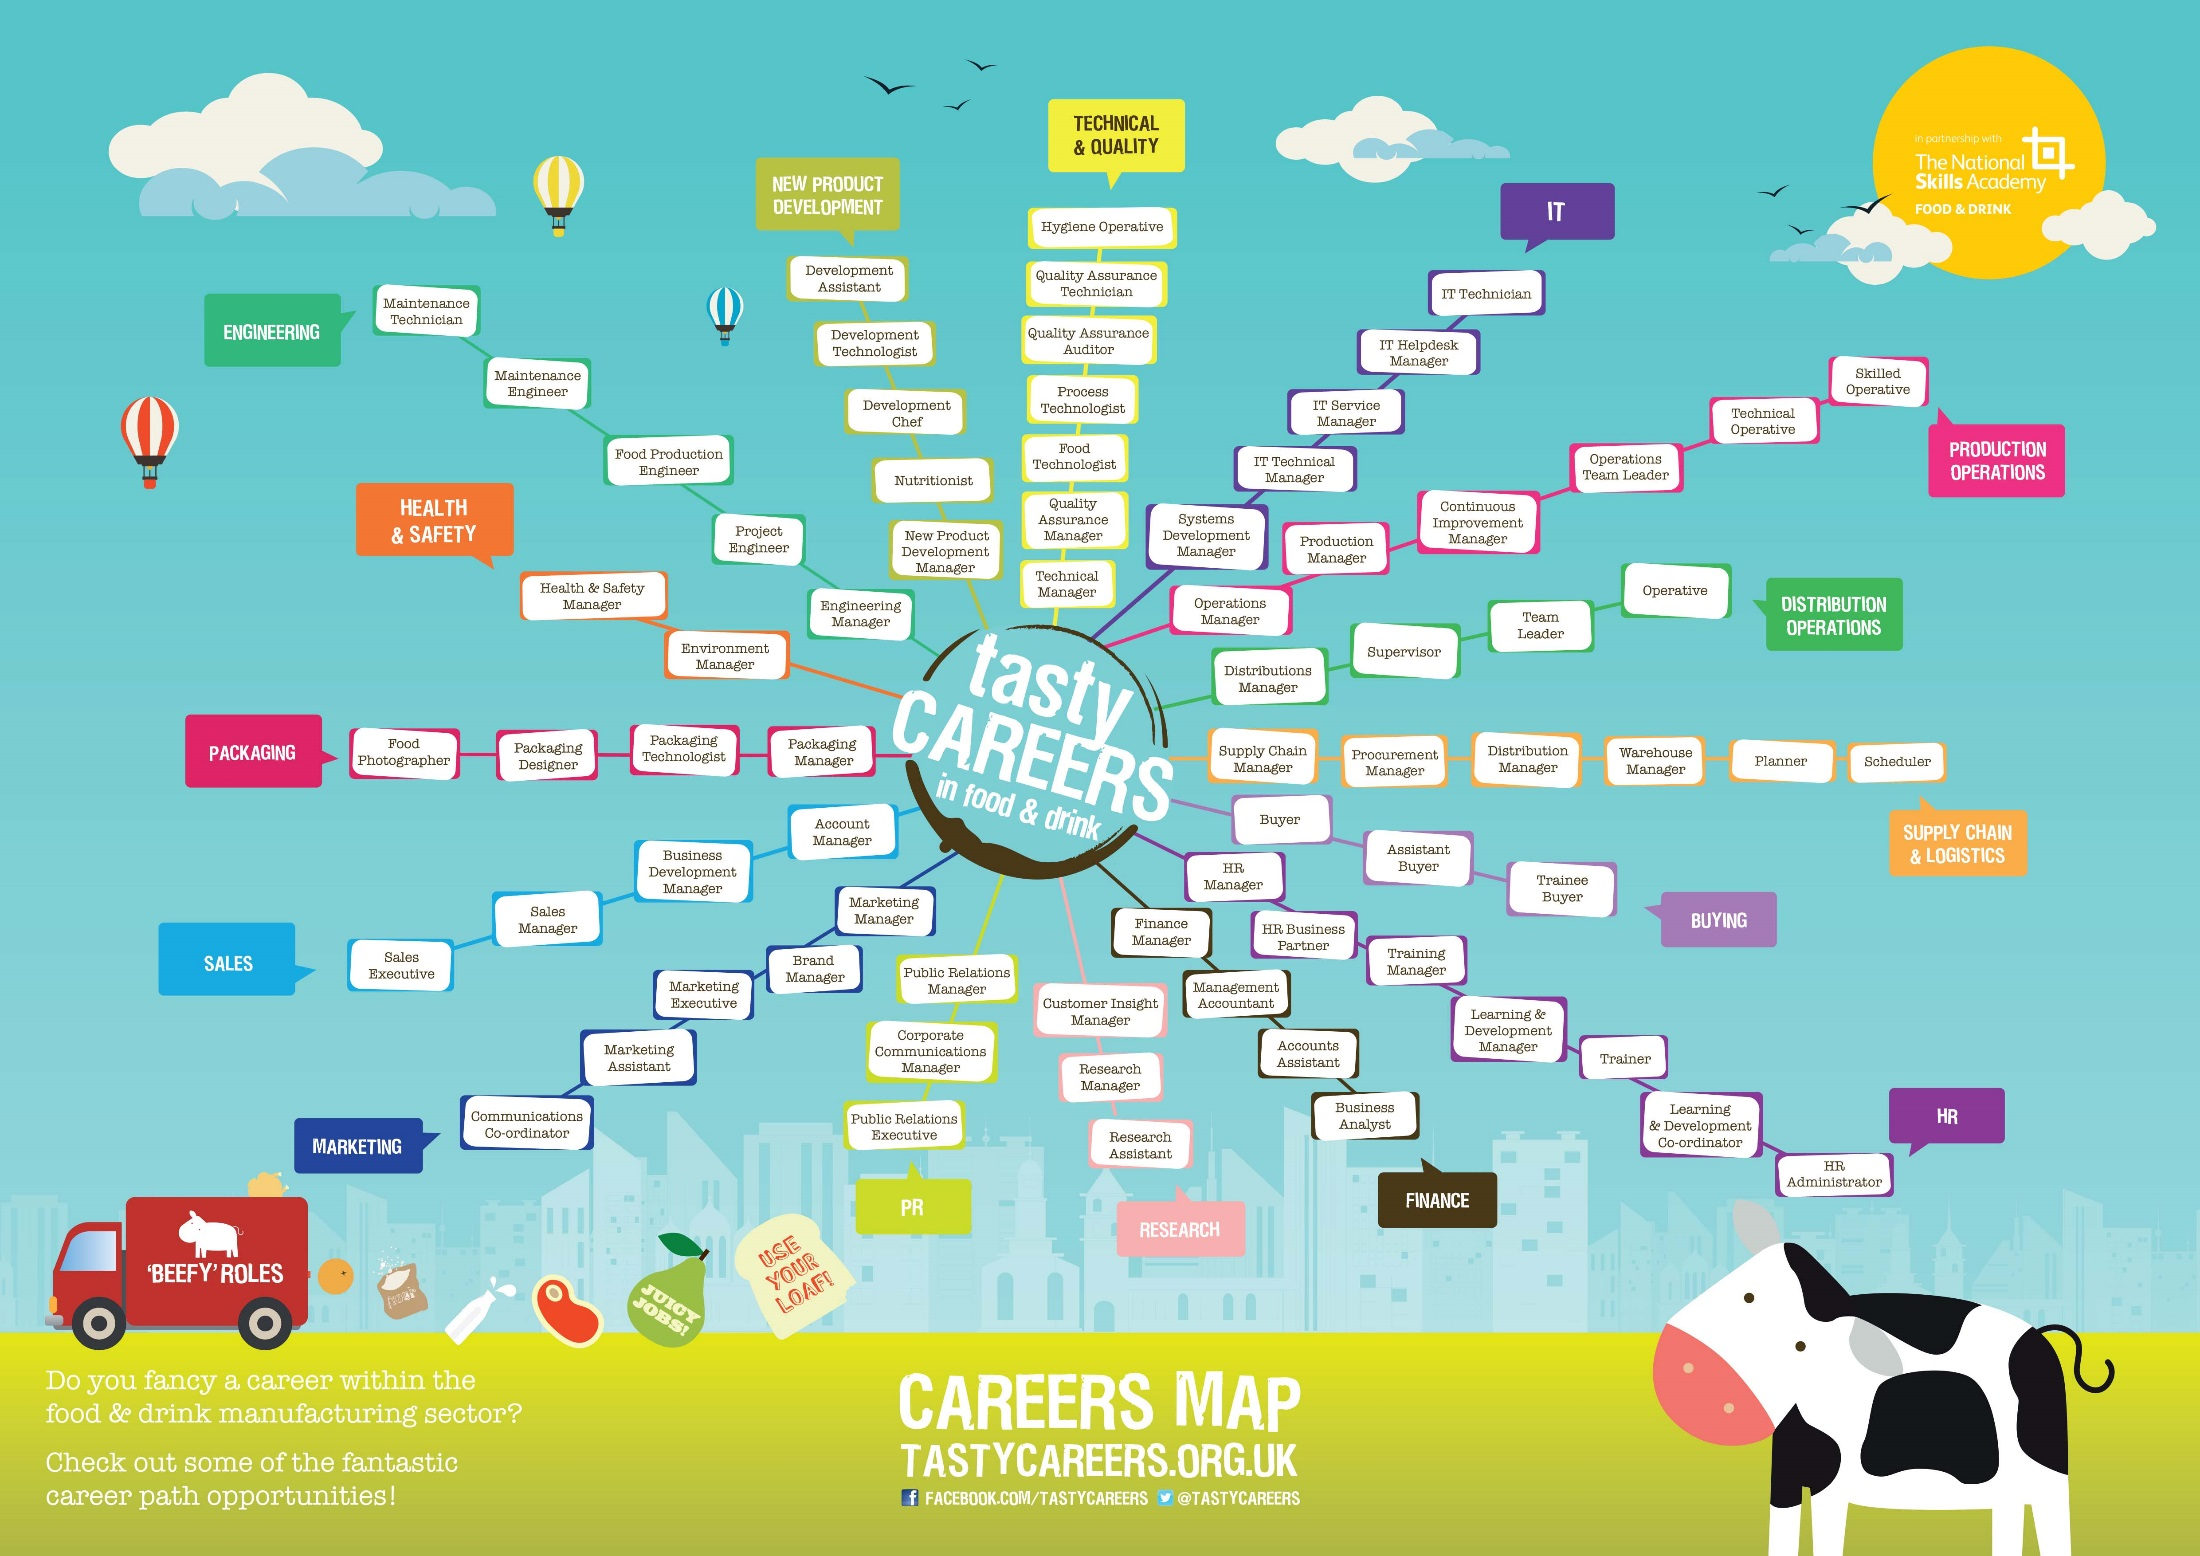 TECHNICAL
& QUALITY
Hygiene Operative
Quality Assurance
Technician
Quality Assurance
Auditor
Process
Technologist
Food
Technologist
Quality
Assurance
Manager
Technical
Manager
NEW PRODUCT
DEVELOPMENT
Development
Assistant
Development
Technologist
Development
Chef
Nutritionist
New Product
Development
Manager
IT
IT Technician
IT Helpdesk
Manager
IT Service
Manager
IT Technical
Manager
Systems
Development
Manager
in partnership with
The National
Skills Academy
FOOD & DRINK
ENGINEERING
Maintenance
Technician
Maintenance
Engineer
Food Production
Engineer
Project
Engineer
Engineering
Manager
PRODUCTION
OPERATIONS
Skilled
Operative
Technical
Operative
Operations
Team Leader
Continuous
Improvement
Manager
Production
Manager
Operations
Manager
HEALTH
& SAFETY
Health & Safety
Manager
Environment
Manager
DISTRIBUTION
OPERATIONS
Operative
Team
Leader
Supervisor
Distributions
Manager
tasty
CAREERS
in food & drink
PACKAGING
Food
Photographer
Packaging
Designer
Packaging
Technologist
Packaging
Manager
Supply Chain
Manager
Procurement
Manager
Distribution
Manager
Warehouse
Manager
Planner
Scheduler
SUPPLY CHAIN
& LOGISTICS
SALES
Account
Manager
Business
Development
Manager
Sales
Manager
Sales
Executive
Buyer
Assistant
Buyer
Trainee
Buyer
BUYING
MARKETING
Marketing
Manager
Brand
Manager
Marketing
Executive
Marketing
Assistant
Communications
Co-ordinator
Public Relations
Manager
Corporate
Communications
Manager
Public Relations
Executive
PR
Customer Insight
Manager
Research
Manager
Research
Assistant
RESEARCH
Finance
Manager
Management
Accountant
Accounts
Assistant
Business
Analyst
FINANCE
HR
Manager
HR Business
Partner
Training
Manager
Learning &
Development
Manager
Trainer
Learning
& Development
Co-ordinator
HR
Administrator
HR
'BEEFY' ROLES
JUICY
JOBS!
USE
YOUR
LOAF!
Do you fancy a career within the
food & drink manufacturing sector?
Check out some of the fantastic
career path opportunities!
CAREERS MAP
TASTYCAREERS.ORG.UK
FACEBOOK.COM/TASTYCAREERS @TASTYCAREERS